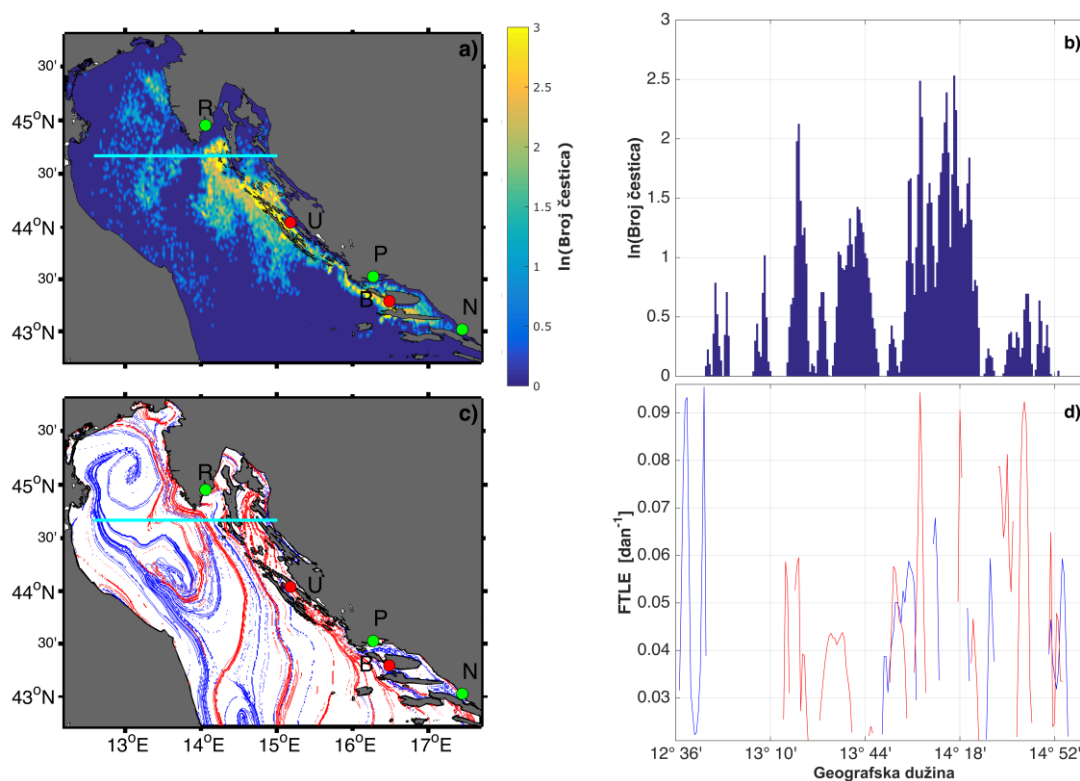 a)
30'
45°N
30'
44°N
30'
43°N
R
U
P
B
N
3
2.5
2
1.5
1
0.5
0
ln(Broj čestica)
b)
3
2.5
2
1.5
1
0.5
0
ln(Broj čestica)
c)
30'
45°N
30'
44°N
30'
43°N
R
U
P
B
N
13°E 14°E 15°E 16°E 17°E
d)
0.09
0.08
0.07
0.06
0.05
0.04
0.03
FTLE [dan⁻¹]
12° 36' 13° 10' 13° 44' 14° 18' 14° 52'
Geografska dužina